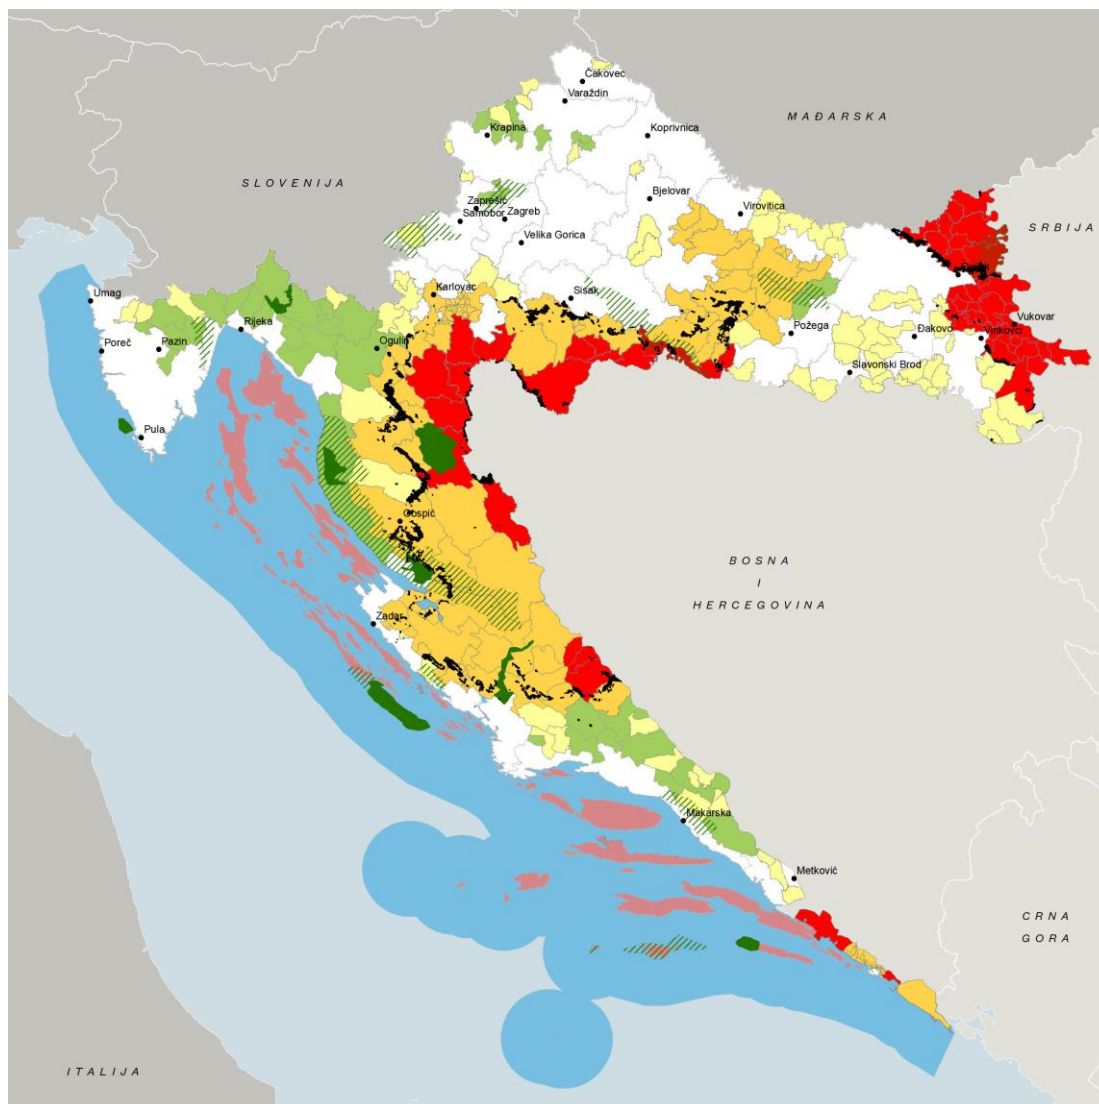 Čakovec
Varaždin
MAĐARSKA
Krapina
Koprivnica
SLOVENIJA
Bjelovar
Zaprešić
Virovitica
Samobor
Zagreb
SRBIJA
Velika Gorica
Karlovac
Sisak
Umag
Vukovar
Rijeka
Požega
Đakovo
Vinkovci
Poreč
Pazin
Ogulin
Slavonski Brod
Pula
Gospić
BOSNA
I
HERCEGOVINA
Zadar
Makarska
Metković
CRNA
GORA
ITALIJA